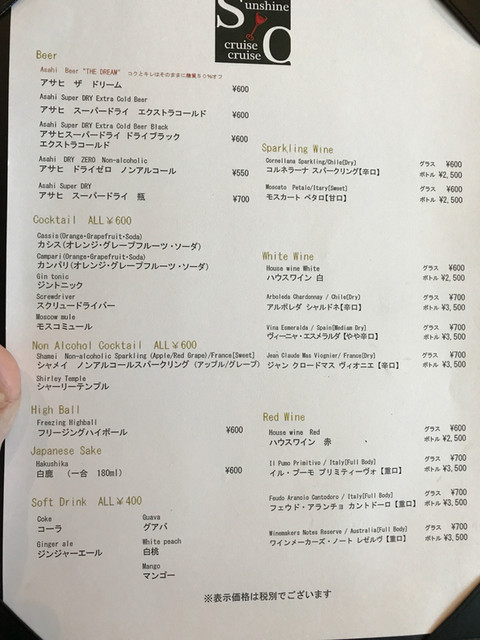 Sunshine
cruise
cruise
Beer
Asahi Beer "THE DREAM" コクとキレはそのままに糖質５０％オフ
アサヒ ザ ドリーム ¥600
Asahi Super DRY Extra Cold Beer
アサヒ スーパードライ エクストラコールド ¥600
Asahi Super DRY Extra Cold Beer Black
アサヒスーパードライ ドライブラック
エクストラコールド ¥600
Asahi DRY ZERO Non-alcoholic
アサヒ ドライゼロ ノンアルコール ¥550
Asahi Super DRY
アサヒ スーパードライ 瓶 ¥700
Cocktail ALL¥600
Cassis(Orange・Grapefruit・Soda)
カシス(オレンジ・グレープフルーツ・ソーダ)
Campari(Orange・Grapefruit・Soda)
カンパリ(オレンジ・グレープフルーツ・ソーダ)
Gin tonic
ジントニック
Screwdriver
スクリュードライバー
Moscow mule
モスコミュール
Non Alcohol Cocktail ALL¥600
Shamei Non-alcoholic Sparkling (Apple/Red Grape)/France[Sweet]
シャメイ ノンアルコールスパークリング (アップル/グレープ)
Shirley Temple
シャーリーテンプル
High Ball
Freezing Highball
フリージングハイボール ¥600
Japanese Sake
Hakushika
白鹿 (一合 180ml) ¥600
Soft Drink ALL¥400
Coke
コーラ
Ginger ale
ジンジャーエール
Guava
グアバ
White peach
白桃
Mango
マンゴー
Sparkling Wine
Cornellana Sparkling/Chile[Dry] グラス ¥600
コルネラーナ スパークリング【辛口】 ボトル ¥2,500
Moscato Petalo/Itary[Sweet] グラス ¥600
モスカート ペタロ【甘口】 ボトル ¥2,500
White Wine
House wine White グラス ¥600
ハウスワイン 白 ボトル ¥2,500
Arboleda Chardonnay / Chile[Dry] グラス ¥700
アルボレダ シャルドネ【辛口】 ボトル ¥3,500
Vina Esmeralda / Spain[Modiam Dry] グラス ¥700
ヴィーニャ・エスメラルダ【やや辛口】 ボトル ¥3,500
Jean Claude Mas Viognier/ France[Dry] グラス ¥700
ジャン クロードマス ヴィオニエ【辛口】 ボトル ¥3,500
Red Wine
House wine Red グラス ¥600
ハウスワイン 赤 ボトル ¥2,500
Il Pumo Primitivo / Italy[Full Body] グラス ¥700
イル・プーモ プリミティーヴォ【重口】 ボトル ¥3,500
Feudo Arancio Cantodoro / Italy[Full Body] グラス ¥700
フェウド・アランチョ カントドーロ【重口】 ボトル ¥3,500
Winemakers Notes Reserve / Australia[Full Body] グラス ¥700
ワインメーカーズ・ノート レゼルヴ【重口】 ボトル ¥3,500
※表示価格は税別でございます